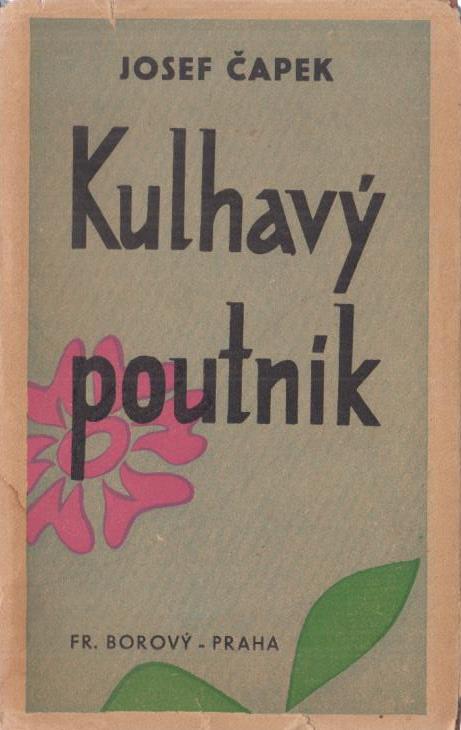 JOSEF ČAPEK
Kulhavý
poutník
FR. BOROVÝ - PRAHA